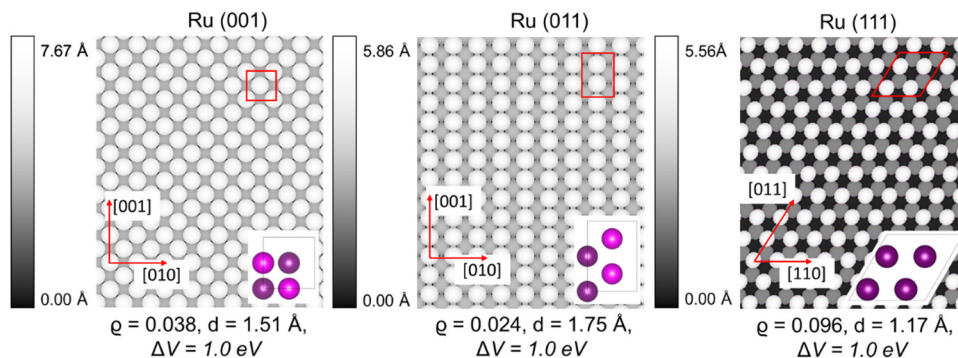 Ru (001)
7.67 Å
0.00 Å
[001]
[010]
ϱ = 0.038, d = 1.51 Å,
ΔV = 1.0 eV
Ru (011)
5.86 Å
0.00 Å
[001]
[010]
ϱ = 0.024, d = 1.75 Å,
ΔV = 1.0 eV
Ru (111)
5.56Å
0.00 Å
[011]
[110]
ϱ = 0.096, d = 1.17 Å,
ΔV = 1.0 eV